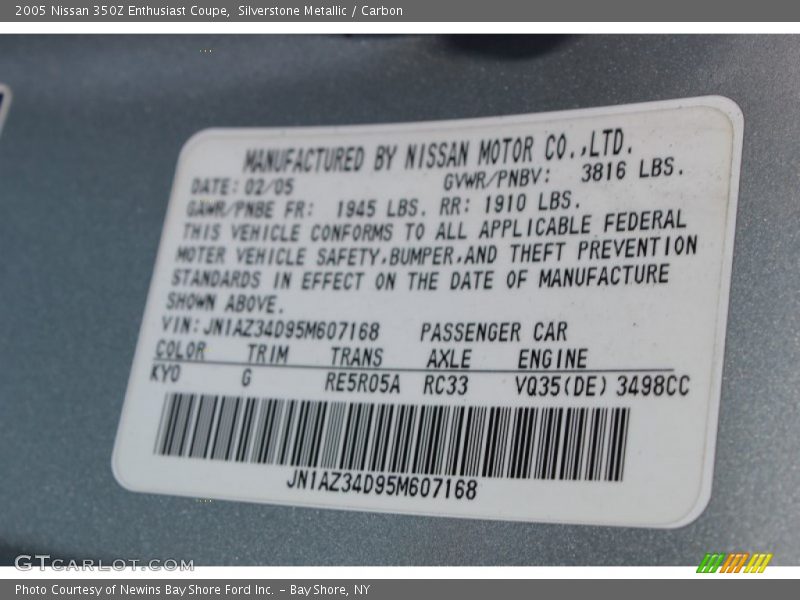 2005 Nissan 350Z Enthusiast Coupe,  Silverstone Metallic / Carbon
MANUFACTURED BY NISSAN MOTOR CO.,LTD.
DATE: 02/05 GVWR/PNBV: 3816 LBS.
GAWR/PNBE FR: 1945 LBS. RR: 1910 LBS.
THIS VEHICLE CONFORMS TO ALL APPLICABLE FEDERAL
MOTER VEHICLE SAFETY,BUMPER,AND THEFT PREVENTION
STANDARDS IN EFFECT ON THE DATE OF MANUFACTURE
SHOWN ABOVE.
VIN: JN1AZ34D95M607168 PASSENGER CAR
COLOR TRIM TRANS AXLE ENGINE
KY0 G RE5R05A RC33 VQ35(DE) 3498CC
JN1AZ34D95M607168
GTCARLOT.COM
Photo Courtesy of Newins Bay Shore Ford Inc. - Bay Shore, NY